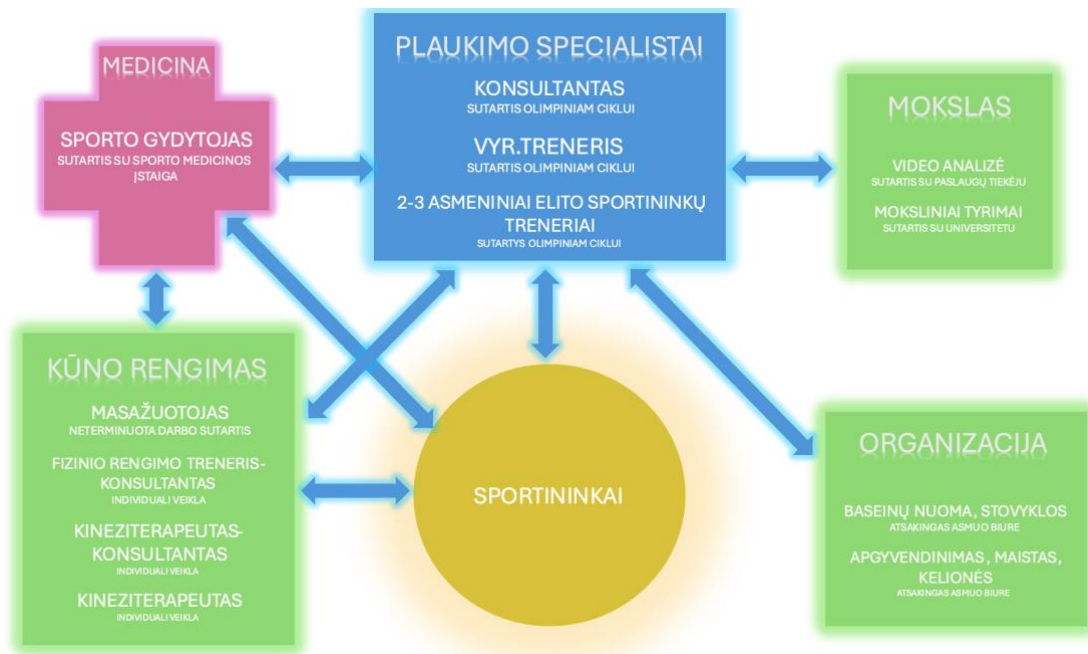 MEDICINA
SPORTO GYDYTOJAS
SUTARTIS SU SPORTO MEDICINOS
ĮSTAIGA
PLAUKIMO SPECIALISTAI
KONSULTANTAS
SUTARTIS OLIMPINIAM CIKLUI
VYR.TRENERIS
SUTARTIS OLIMPINIAM CIKLUI
2-3 ASMENINIAI ELITO SPORTININKŲ
TRENERIAI
SUTARTYS OLIMPINIAM CIKLUI
MOKSLAS
VIDEO ANALIZĖ
SUTARTIS SU PASLAUGŲ TIEKĖJU
MOKSLINIAI TYRIMAI
SUTARTIS SU UNIVERSITETU
KŪNO RENGIMAS
MASAŽUOTOJAS
NETERMINUOTA DARBO SUTARTIS
FIZINIO RENGIMO TRENERIS-
KONSULTANTAS
INDIVIDUALI VEIKLA
KINEZITERAPEUTAS-
KONSULTANTAS
INDIVIDUALI VEIKLA
KINEZITERAPEUTAS
INDIVIDUALI VEIKLA
SPORTININKAI
ORGANIZACIJA
BASEINŲ NUOMA, STOVYKLOS
ATSAKINGAS ASMUO BIURE
APGYVENDINIMAS, MAISTAS,
KELIONĖS
ATSAKINGAS ASMUO BIURE